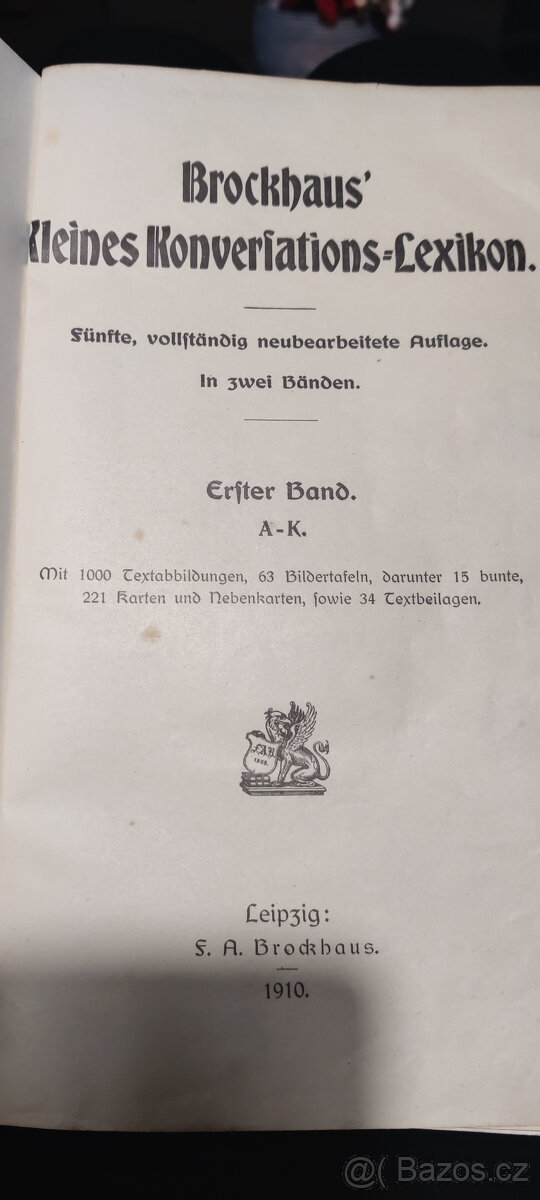 Brockhaus'
Kleines Konverſations=Lexikon.
Fünfte, vollſtändig neubearbeitete Auflage.
In zwei Bänden.
Erſter Band.
A-K.
Mit 1000 Textabbildungen, 63 Bildertafeln, darunter 15 bunte,
221 Karten und Nebenkarten, ſowie 34 Textbeilagen.
F.A.B.
Leipzig:
F. A. Brockhaus.
1910.
@( Bazos.cz